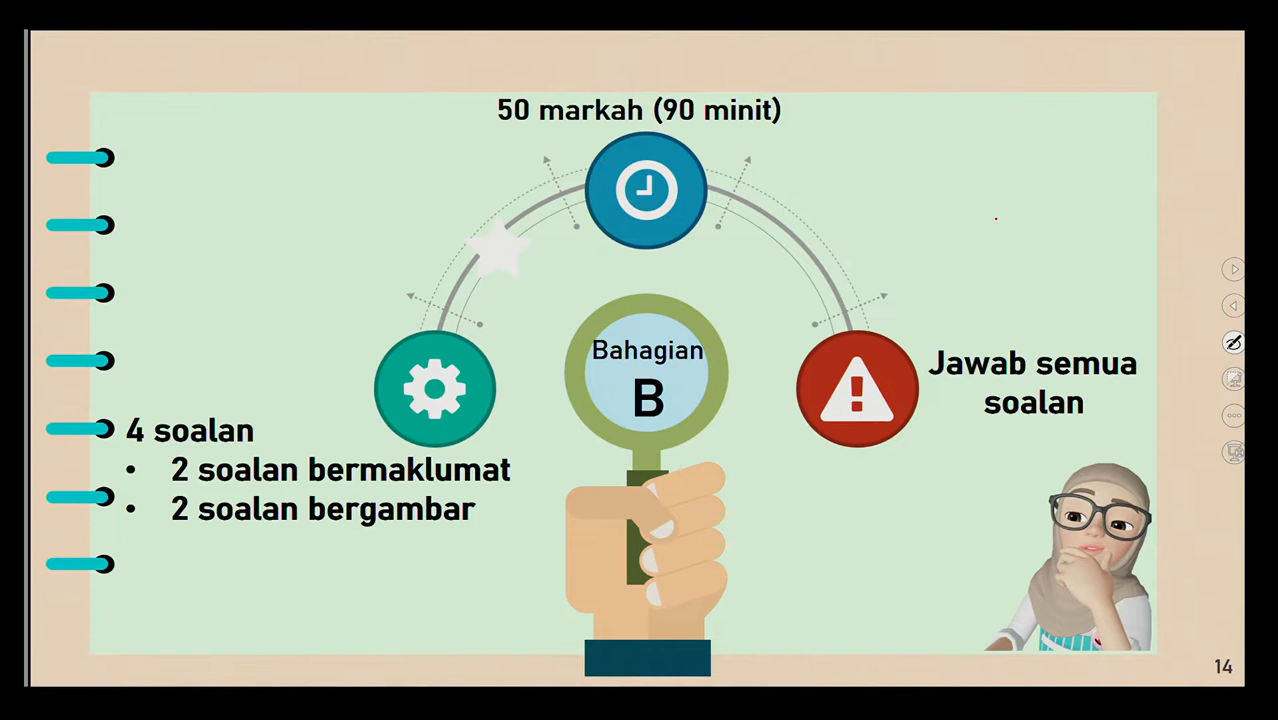 50 markah (90 minit)
Bahagian
B
Jawab semua
soalan
4 soalan
• 2 soalan bermaklumat
• 2 soalan bergambar
14